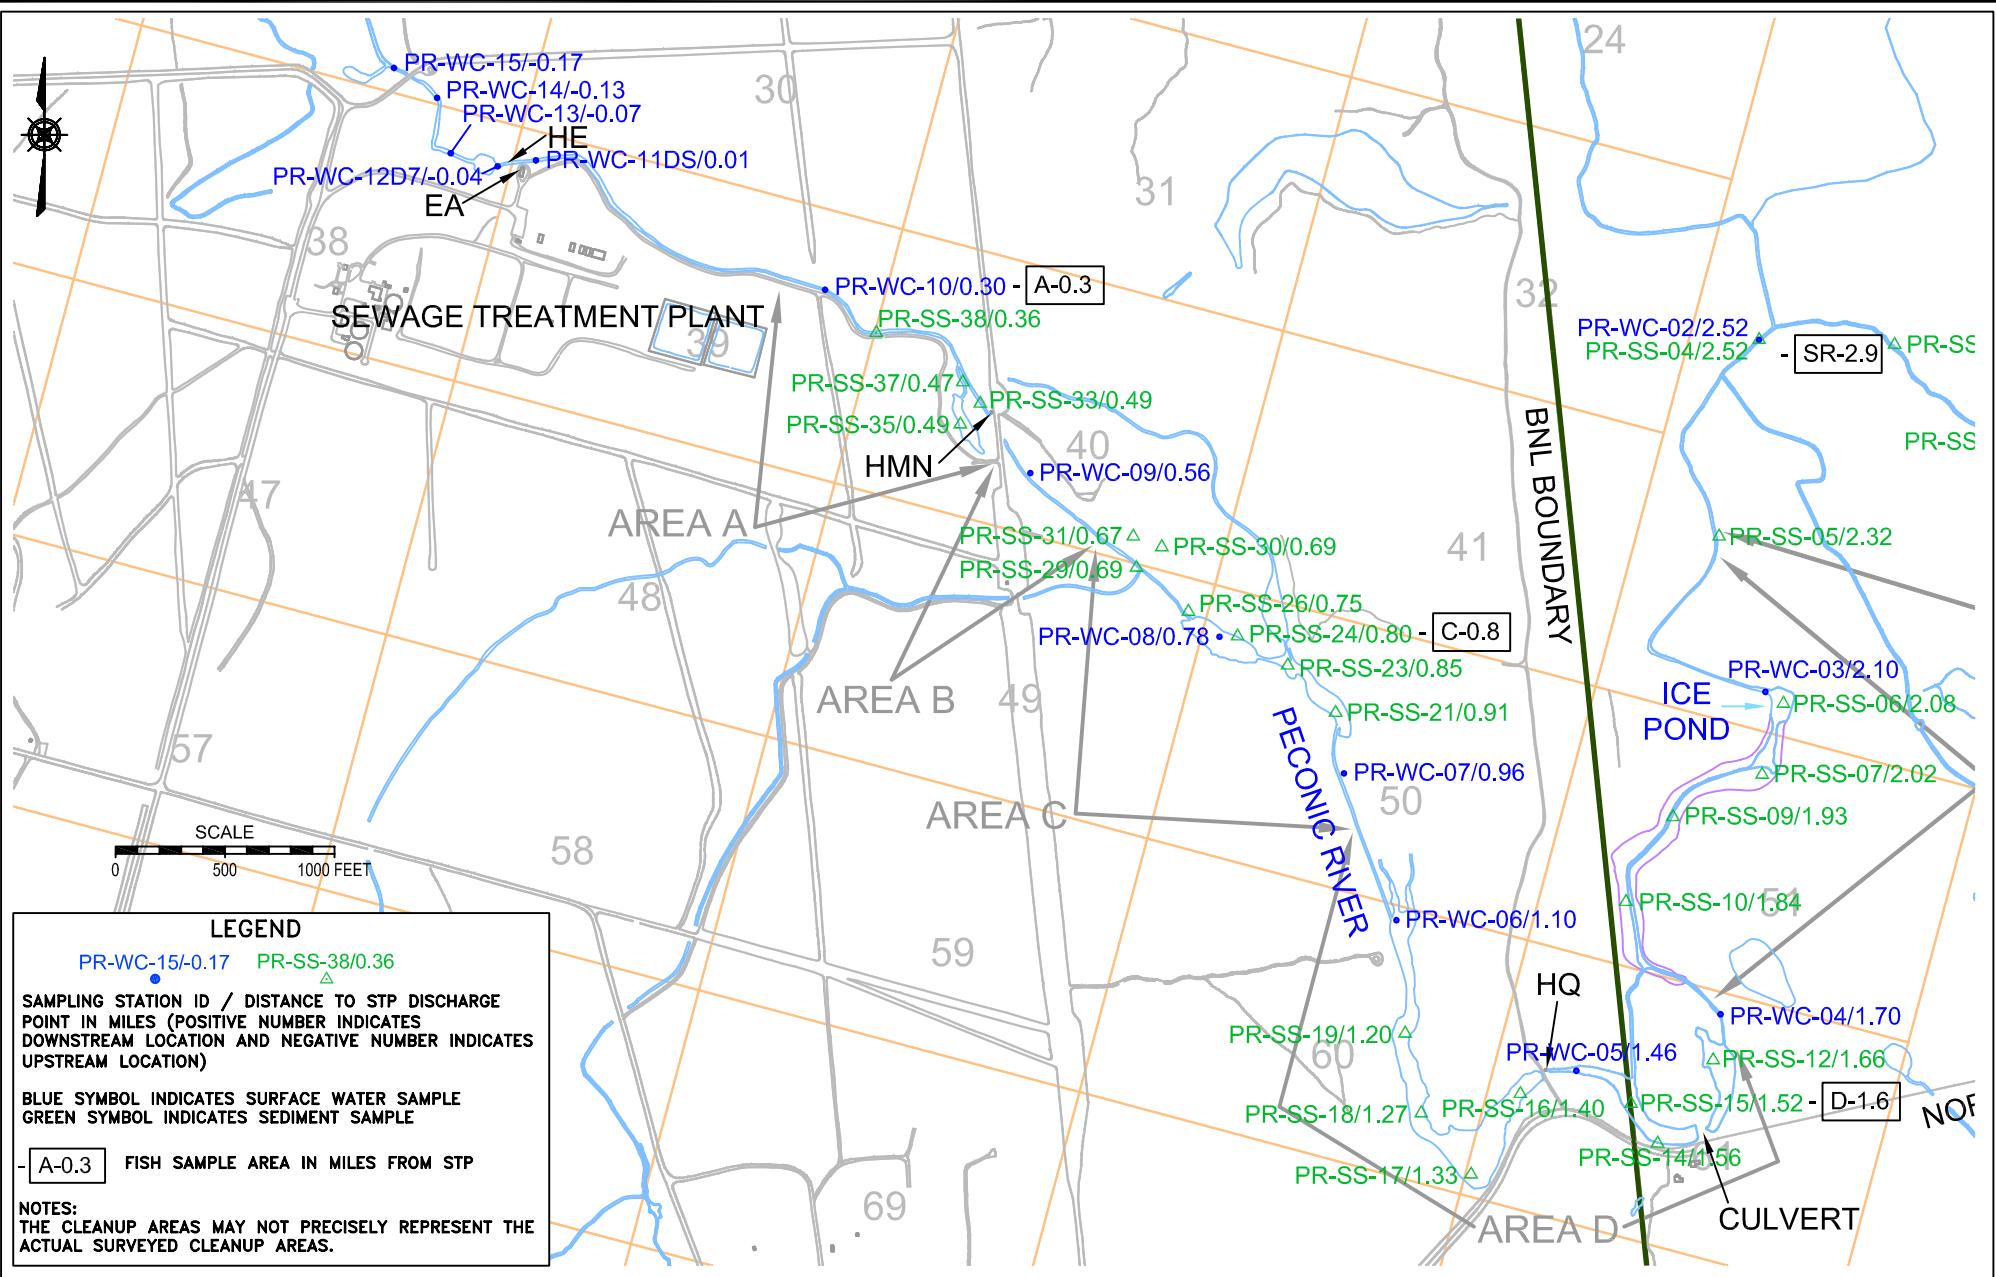 24
PR-WC-15/-0.17
PR-WC-14/-0.13
30
PR-WC-13/-0.07
HE
PR-WC-11DS/0.01
PR-WC-12D7/-0.04
EA
31
38
PR-WC-10/0.30 - A-0.3
32
SEWAGE TREATMENT PLANT
PR-SS-38/0.36
39
PR-WC-02/2.52
PR-SS-04/2.52
- SR-2.9
PR-SS
PR-SS-37/0.47
PR-SS-33/0.49
PR-SS-35/0.49
40
PR-SS
HMN
PR-WC-09/0.56
47
BNL BOUNDARY
AREA A
PR-SS-31/0.67
PR-SS-30/0.69
41
PR-SS-05/2.32
PR-SS-29/0.69
48
PR-SS-26/0.75
PR-WC-08/0.78
PR-SS-24/0.80 - C-0.8
PR-SS-23/0.85
PR-WC-03/2.10
AREA B
49
ICE
POND
PR-SS-06/2.08
PR-SS-21/0.91
57
PECONIC RIVER
PR-WC-07/0.96
PR-SS-07/2.02
50
AREA C
PR-SS-09/1.93
SCALE
0 500 1000 FEET
58
PR-SS-10/1.84
51
PR-WC-06/1.10
59
HQ
PR-WC-04/1.70
PR-SS-19/1.20
60
PR-WC-05/1.46
PR-SS-12/1.66
PR-SS-18/1.27
PR-SS-16/1.40
PR-SS-15/1.52 - D-1.6
PR-SS-14/1.56
61
PR-SS-17/1.33
69
AREA D
CULVERT
LEGEND
PR-WC-15/-0.17 PR-SS-38/0.36
SAMPLING STATION ID / DISTANCE TO STP DISCHARGE
POINT IN MILES (POSITIVE NUMBER INDICATES
DOWNSTREAM LOCATION AND NEGATIVE NUMBER INDICATES
UPSTREAM LOCATION)
BLUE SYMBOL INDICATES SURFACE WATER SAMPLE
GREEN SYMBOL INDICATES SEDIMENT SAMPLE
- A-0.3 FISH SAMPLE AREA IN MILES FROM STP
NOTES:
THE CLEANUP AREAS MAY NOT PRECISELY REPRESENT THE
ACTUAL SURVEYED CLEANUP AREAS.